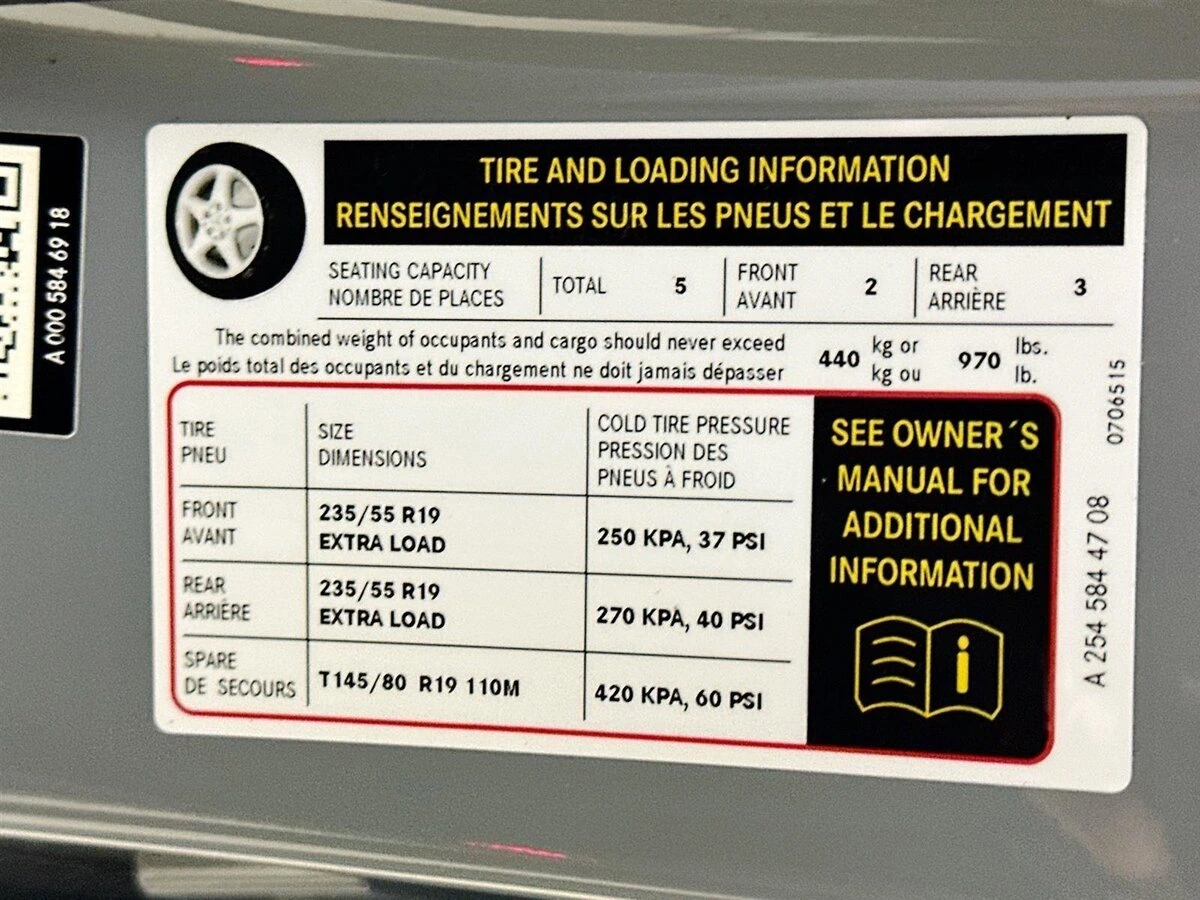 A 000 584 69 18
TIRE AND LOADING INFORMATION
RENSEIGNEMENTS SUR LES PNEUS ET LE CHARGEMENT
SEATING CAPACITY
NOMBRE DE PLACES
TOTAL 5
FRONT
AVANT
2
REAR
ARRIÈRE
3
The combined weight of occupants and cargo should never exceed
Le poids total des occupants et du chargement ne doit jamais dépasser
440
kg or
kg ou
970
lbs.
lb.
TIRE
PNEU
SIZE
DIMENSIONS
COLD TIRE PRESSURE
PRESSION DES
PNEUS À FROID
FRONT
AVANT
235/55 R19
EXTRA LOAD
250 KPA, 37 PSI
REAR
ARRIÈRE
235/55 R19
EXTRA LOAD
270 KPA, 40 PSI
SPARE
DE SECOURS
T145/80 R19 110M
420 KPA, 60 PSI
SEE OWNER´S
MANUAL FOR
ADDITIONAL
INFORMATION
0706515
A 254 584 47 08